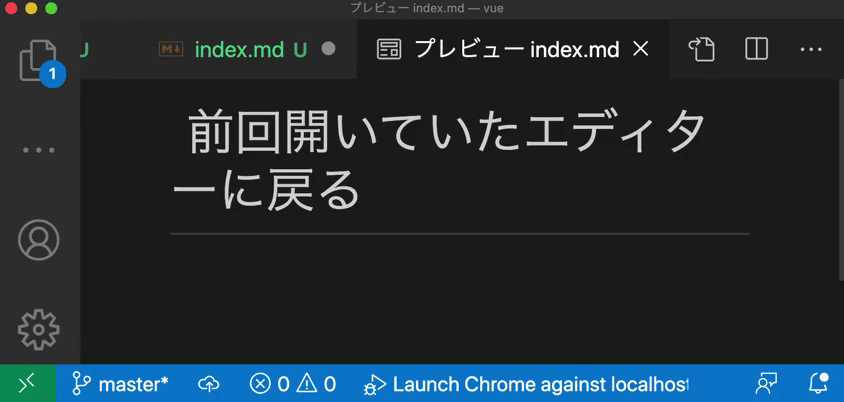 プレビュー index.md — vue
U
index.md U
プレビュー index.md
1
前回開いていたエディタ
ーに戻る
master*
0
0
Launch Chrome against localhost